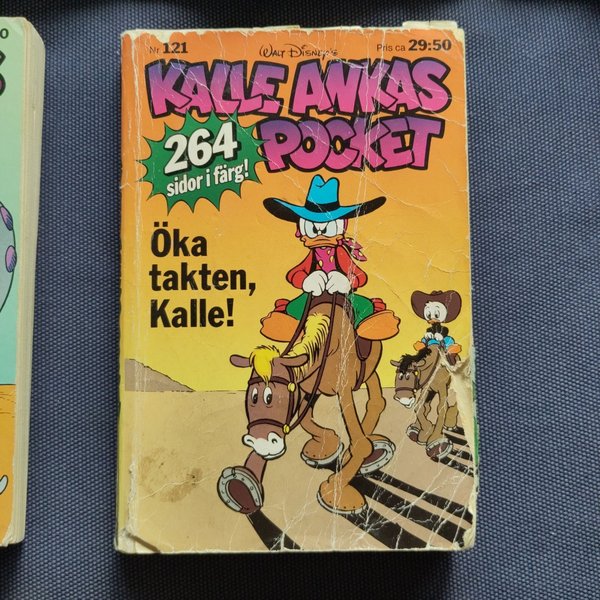 Nr 121
WALT DISNEY'S
Pris ca 29:50
KALLE ANKAS
POCKET
264
sidor i färg!
Öka
takten,
Kalle!